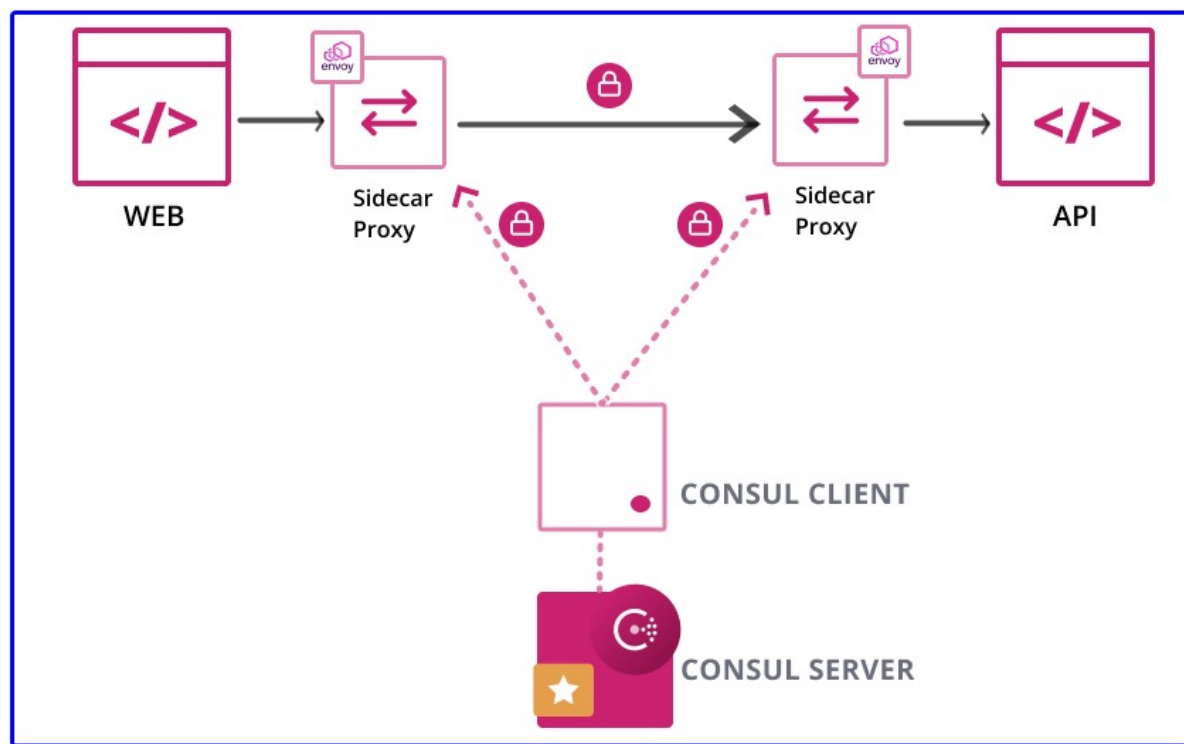 envoy
envoy
</>
</>
WEB
Sidecar
Proxy
Sidecar
Proxy
API
CONSUL CLIENT
CONSUL SERVER